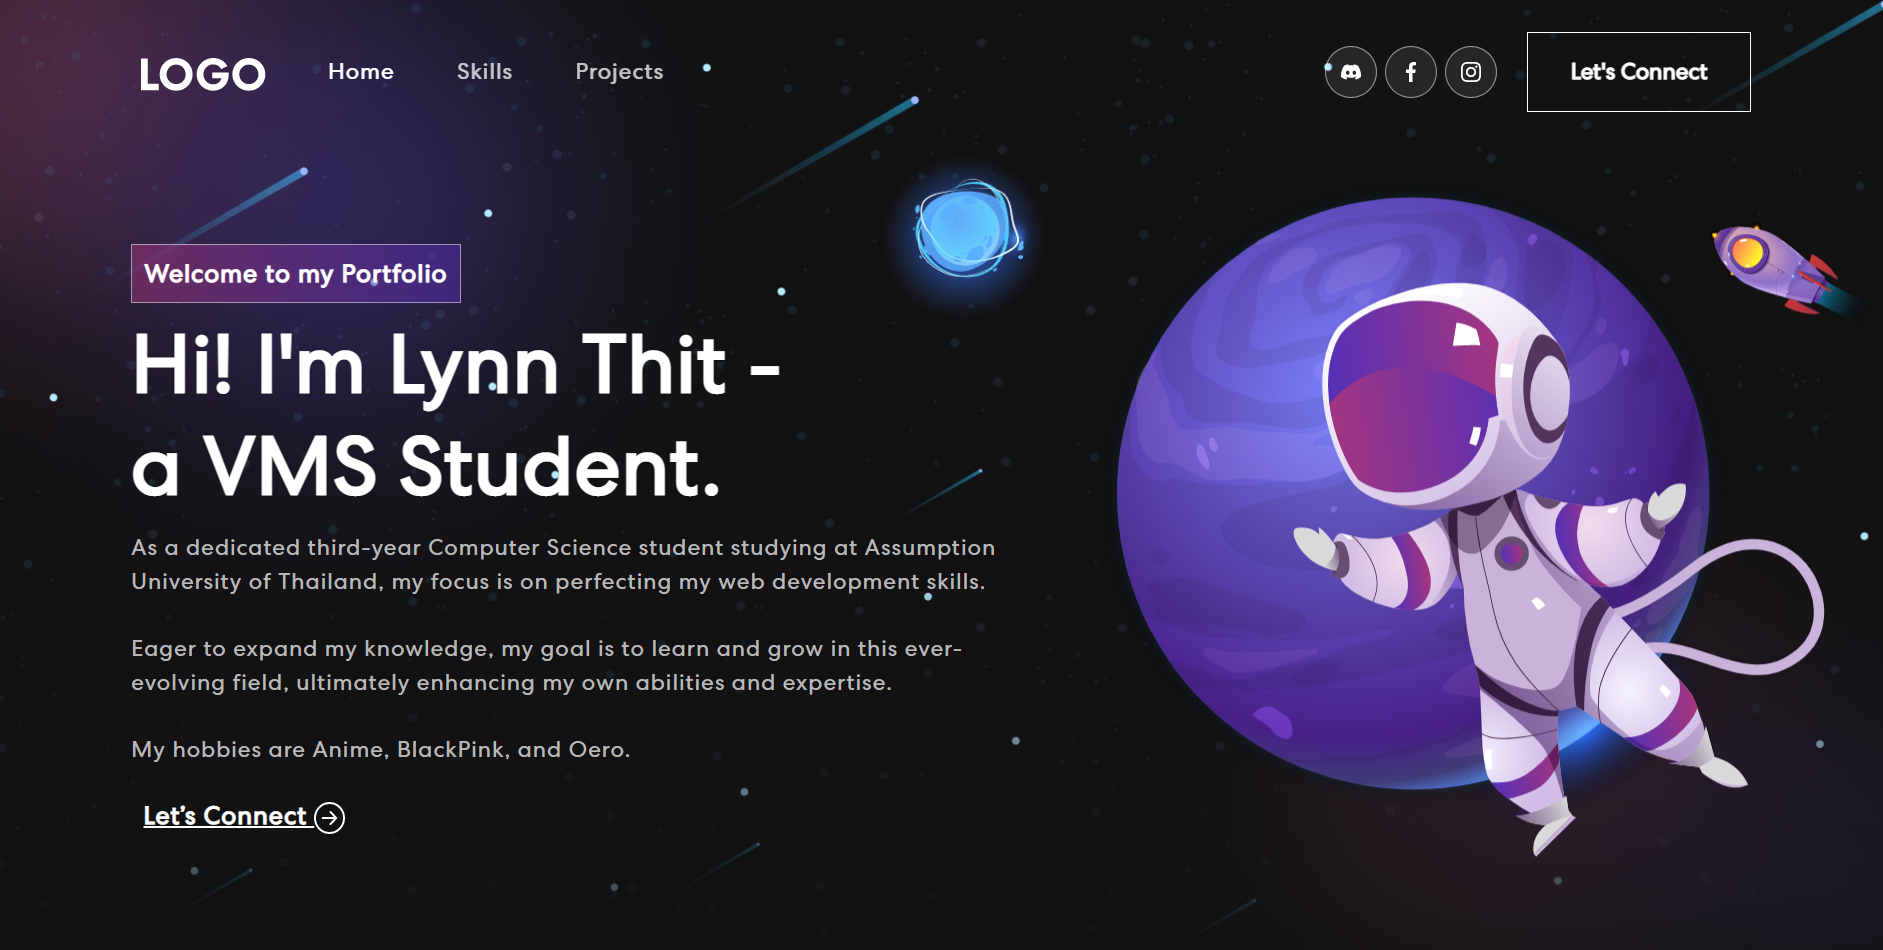 LOGO
Home
Skills
Projects
Let's Connect
Welcome to my Portfolio
Hi! I'm Lynn Thit -
a VMS Student.
As a dedicated third-year Computer Science student studying at Assumption
University of Thailand, my focus is on perfecting my web development skills.
Eager to expand my knowledge, my goal is to learn and grow in this ever-
evolving field, ultimately enhancing my own abilities and expertise.
My hobbies are Anime, BlackPink, and Oero.
Let’s Connect